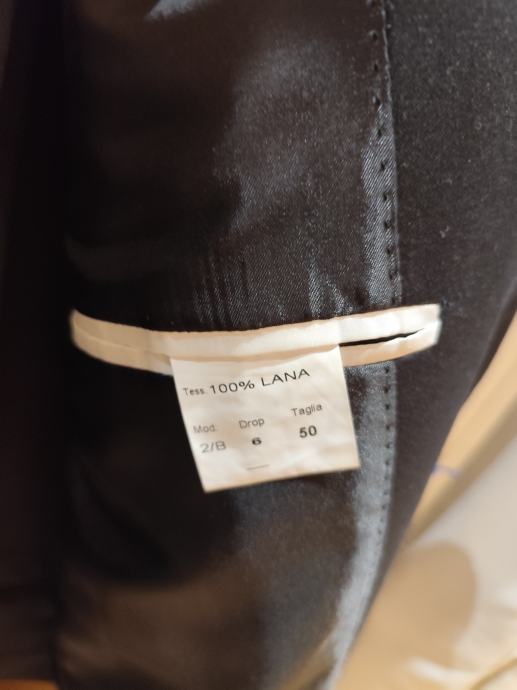 Tess. 100% LANA
Mod. Drop Taglia
2/B 6 50